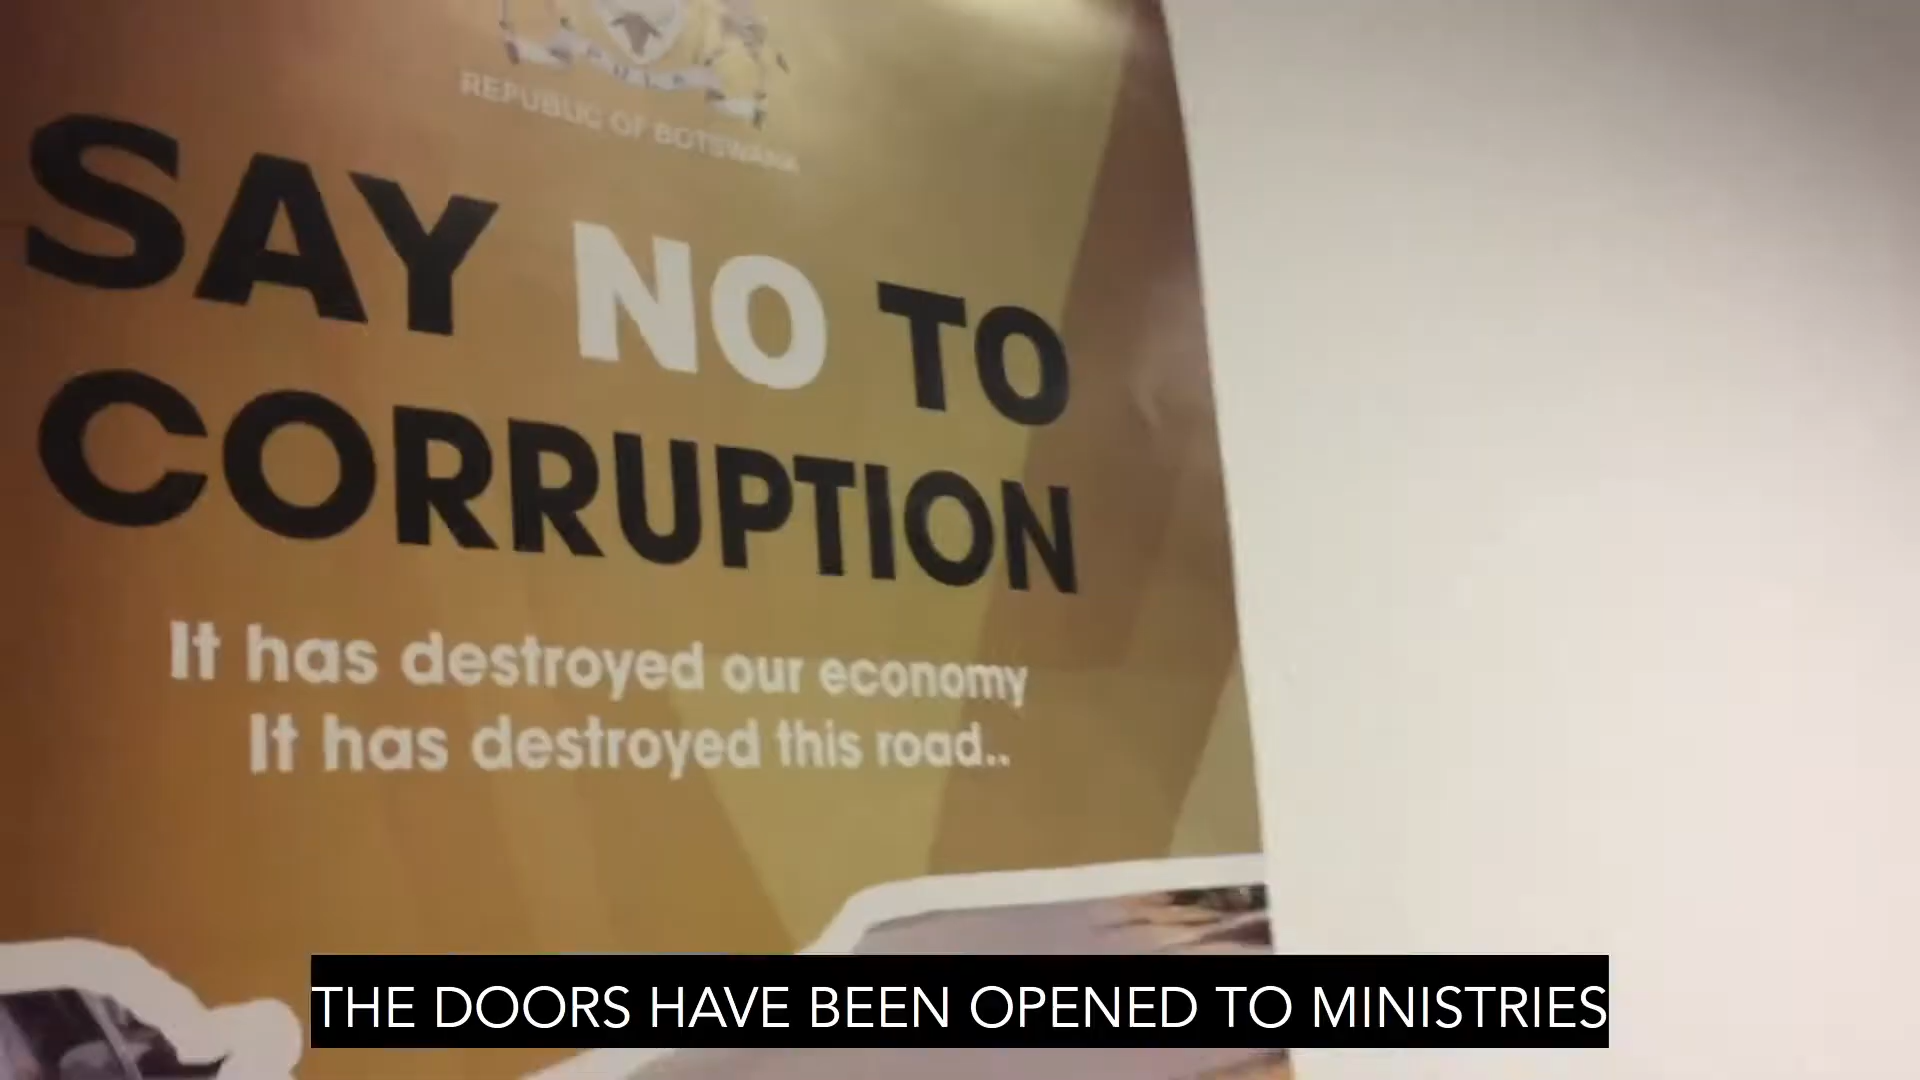 REPUBLIC OF BOTSWANA
SAY NO TO
CORRUPTION
It has destroyed our economy
It has destroyed this road..
THE DOORS HAVE BEEN OPENED TO MINISTRIES